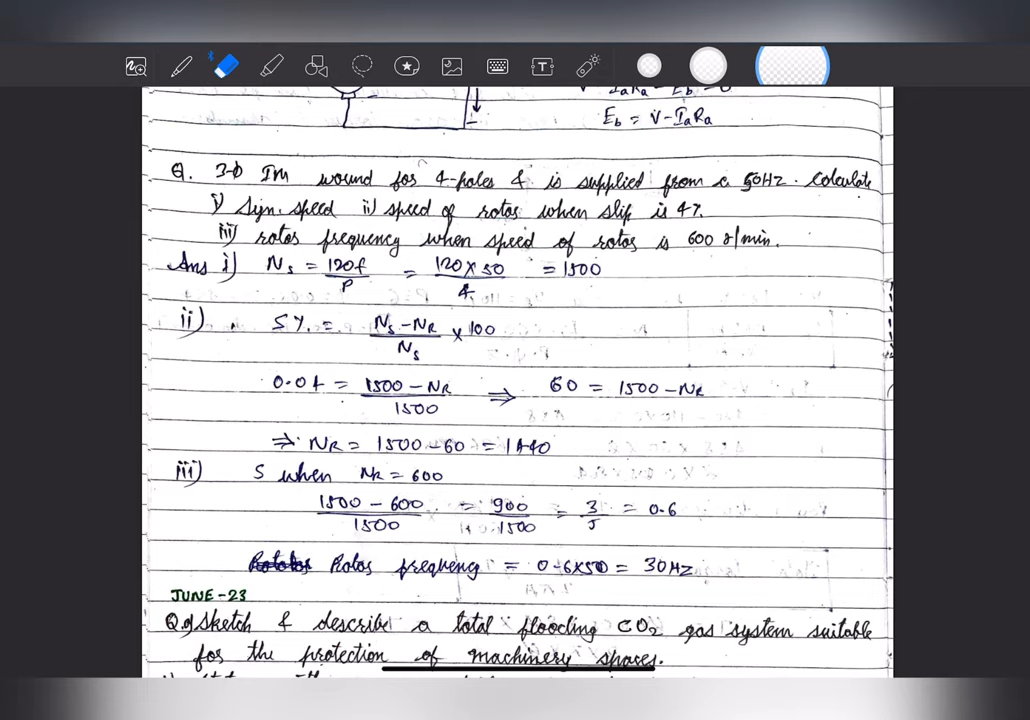 V - IaRa - Eb = 0
Eb = V - IaRa
Q. 3-ϕ IM wound for 4-poles & is supplied from a 50HZ. Calculate
i) Syn. speed ii) speed of rotor when slip is 4%
iii) rotor frequency when speed of rotor is 600 r/min.
Ans i) Ns = 120f / P = 120 × 50 / 4 = 1500
ii) S % = Ns - NR / Ns × 100
0.04 = 1500 - NR / 1500 ⇒ 60 = 1500 - NR
⇒ NR = 1500 - 60 = 1440
iii) S when NR = 600
1500 - 600 / 1500 = 900 / 1500 = 3 / 5 = 0.6
Rotor frequency = 0.6×50 = 30HZ
JUNE-23
Q. Sketch & describe a total flooding CO2 gas system suitable
for the protection of machinery spaces.